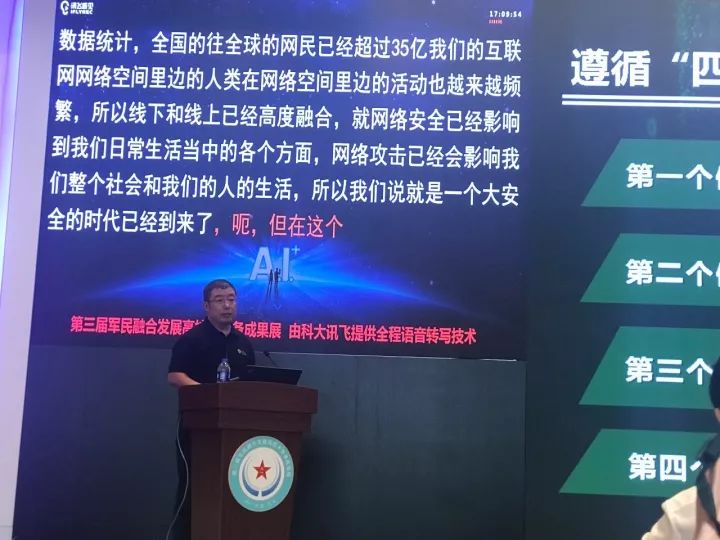 讯飞听见
IFLYREC
17:09:54
数据统计，全国的往全球的网民已经超过35亿我们的互联
网网络空间里边的人类在网络空间里边的活动也越来越频
繁，所以线下和线上已经高度融合，就网络安全已经影响
到我们日常生活当中的各个方面，网络攻击已经会影响我
们整个社会和我们的人的生活，所以我们说就是一个大安
全的时代已经到来了，呃，但在这个
A.I.+
第三届军民融合发展高 备成果展 由科大讯飞提供全程语音转写技术
遵循“四
第一个
第二个
第三个
第四个